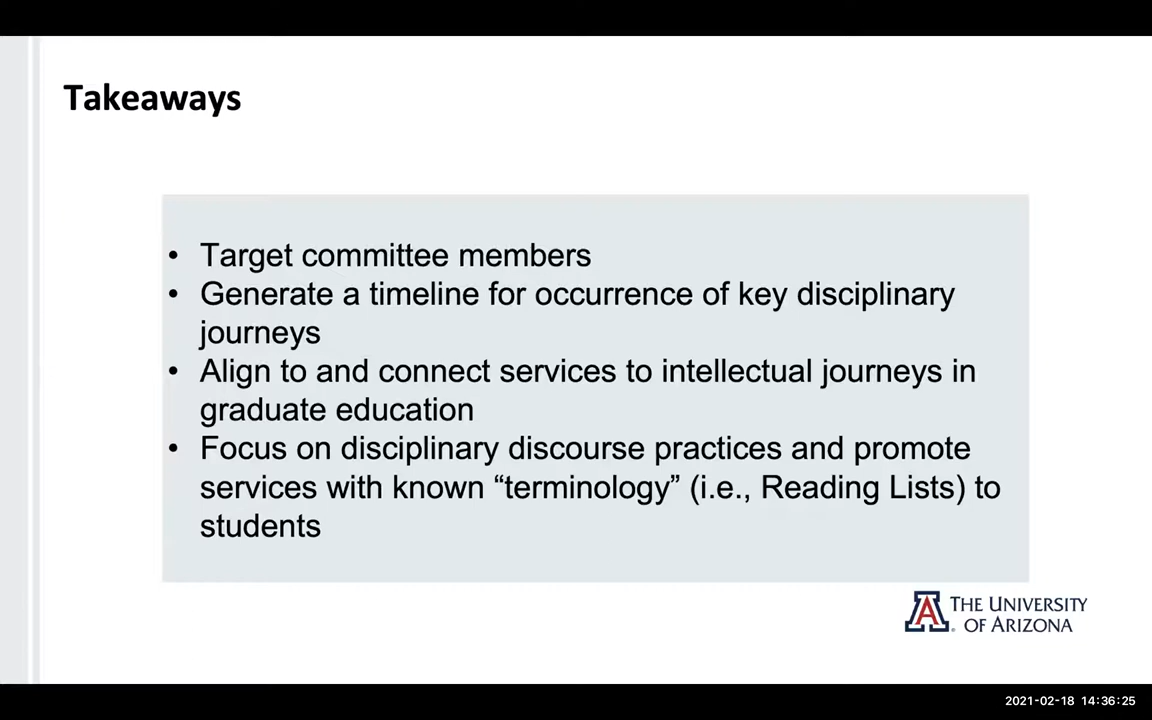 Takeaways
• Target committee members
• Generate a timeline for occurrence of key disciplinary
journeys
• Align to and connect services to intellectual journeys in
graduate education
• Focus on disciplinary discourse practices and promote
services with known “terminology” (i.e., Reading Lists) to
students
A
THE UNIVERSITY
OF ARIZONA
2021-02-18 14:36:25